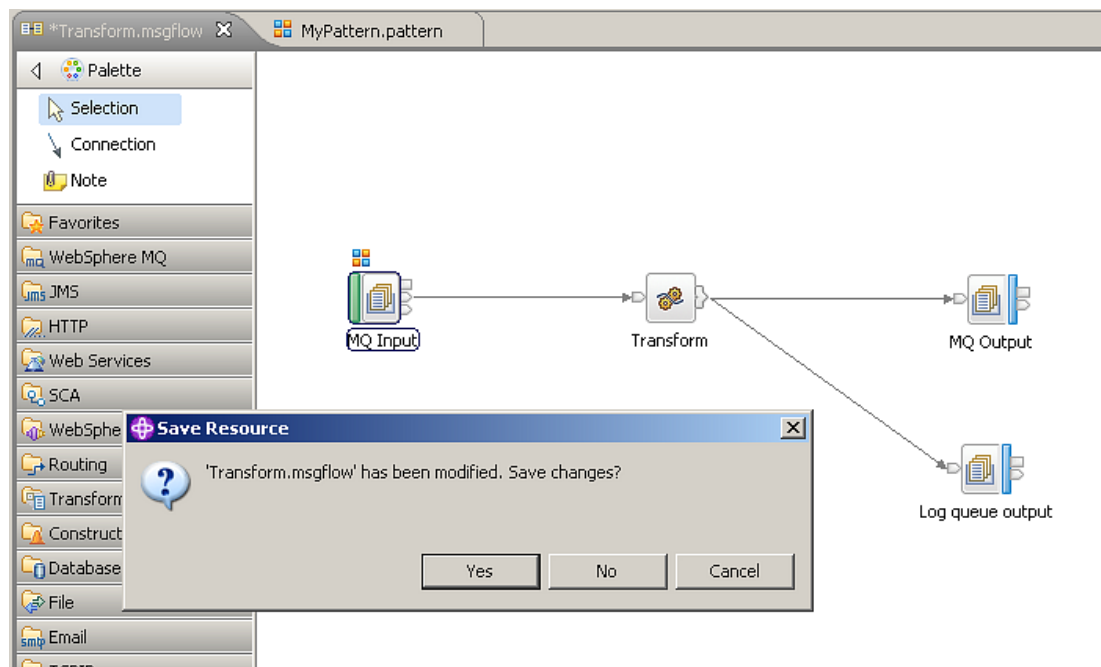 *Transform.msgflow
MyPattern.pattern
Palette
Selection
Connection
Note
Favorites
WebSphere MQ
JMS
HTTP
Web Services
SCA
WebSphe
Routing
Transform
Construct
Database
File
Email
MQ Input
Transform
MQ Output
Log queue output
Save Resource
'Transform.msgflow' has been modified. Save changes?
Yes No Cancel